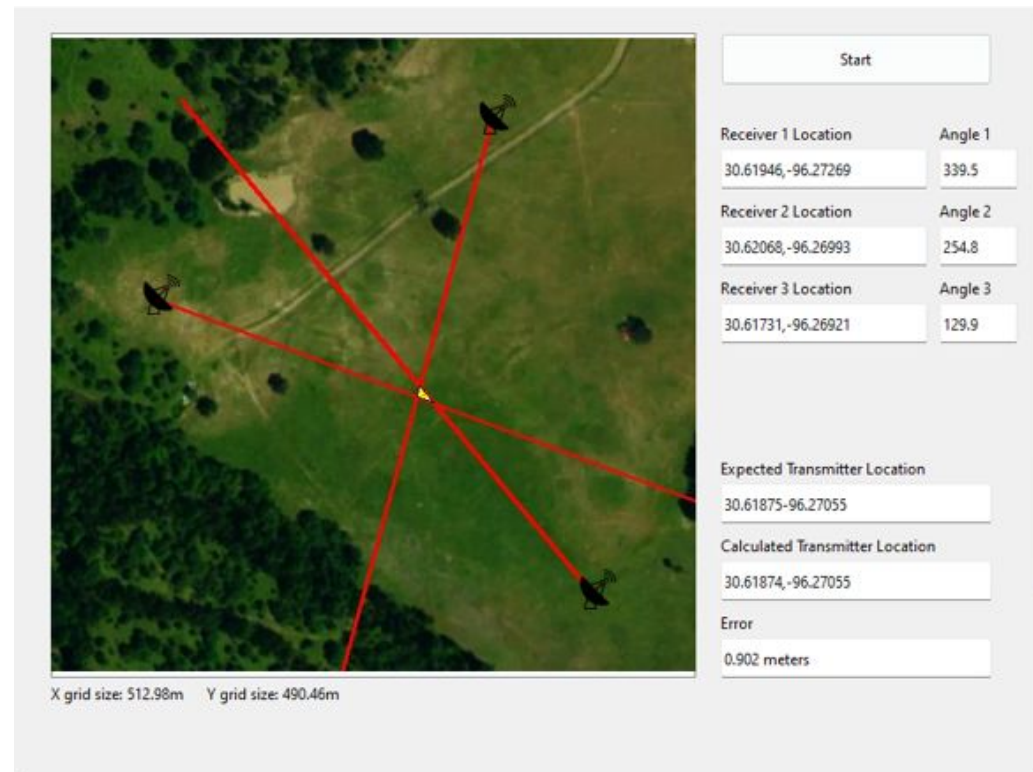 Start
Receiver 1 Location Angle 1
30.61946,-96.27269 339.5
Receiver 2 Location Angle 2
30.62068,-96.26993 254.8
Receiver 3 Location Angle 3
30.61731,-96.26921 129.9
Expected Transmitter Location
30.61875-96.27055
Calculated Transmitter Location
30.61874,-96.27055
Error
0.902 meters
X grid size: 512.98m Y grid size: 490.46m